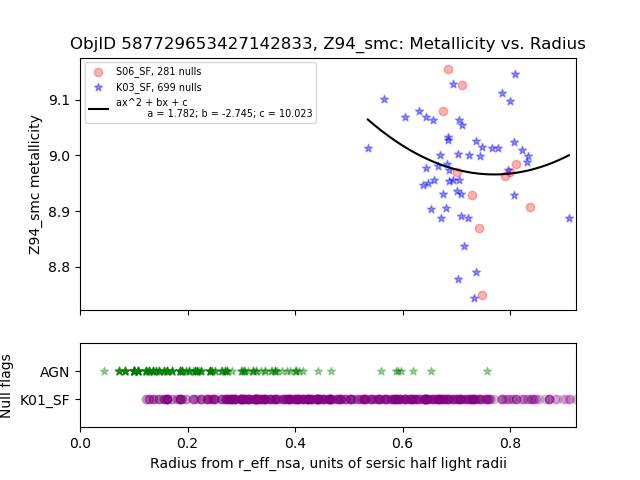 ObjID 587729653427142833, Z94_smc: Metallicity vs. Radius
S06_SF, 281 nulls
K03_SF, 699 nulls
ax^2 + bx + c
a = 1.782; b = -2.745; c = 10.023
Z94_smc metallicity
9.1
9.0
8.9
8.8
Null flags
AGN
K01_SF
0.0 0.2 0.4 0.6 0.8
Radius from r_eff_nsa, units of sersic half light radii